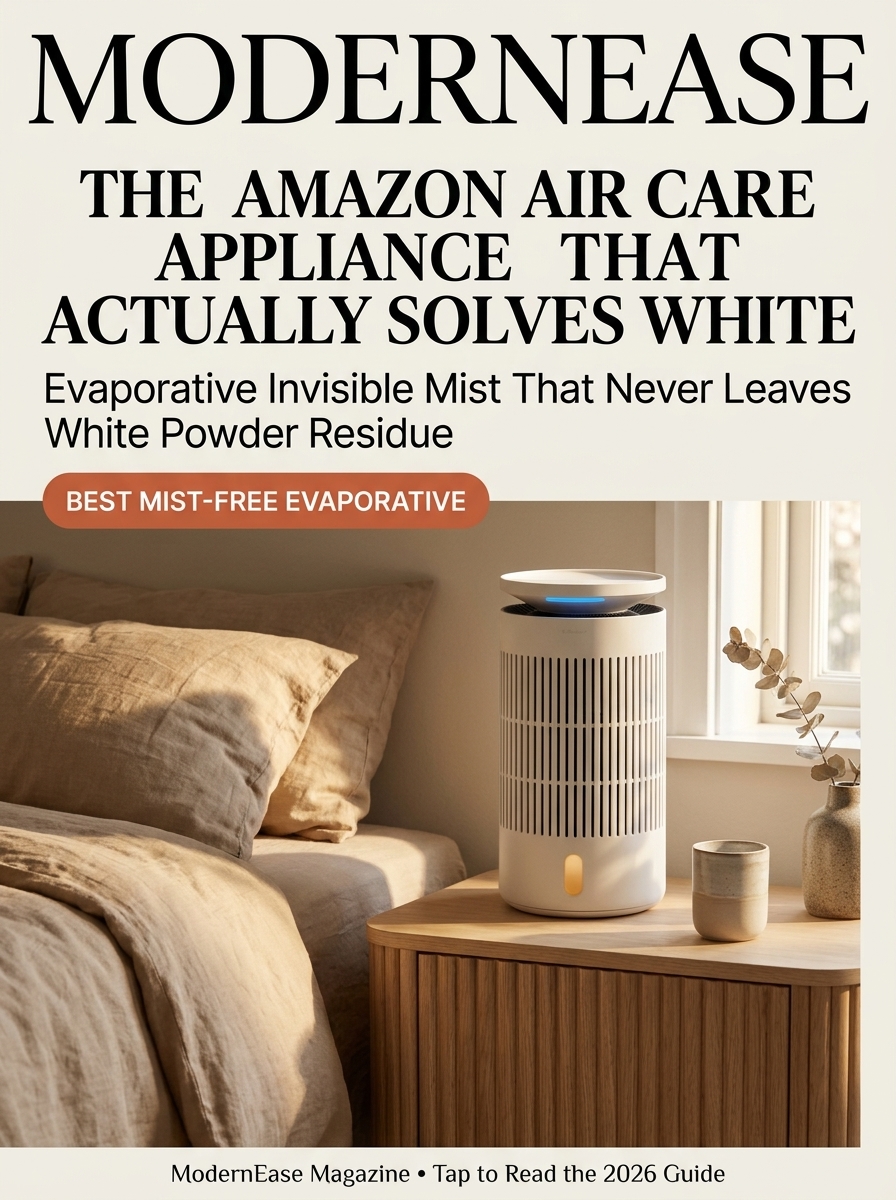 MODERNEASE
THE AMAZON AIR CARE
APPLIANCE THAT
ACTUALLY SOLVES WHITE
Evaporative Invisible Mist That Never Leaves
White Powder Residue
BEST MIST-FREE EVAPORATIVE
ModernEase Magazine • Tap to Read the 2026 Guide